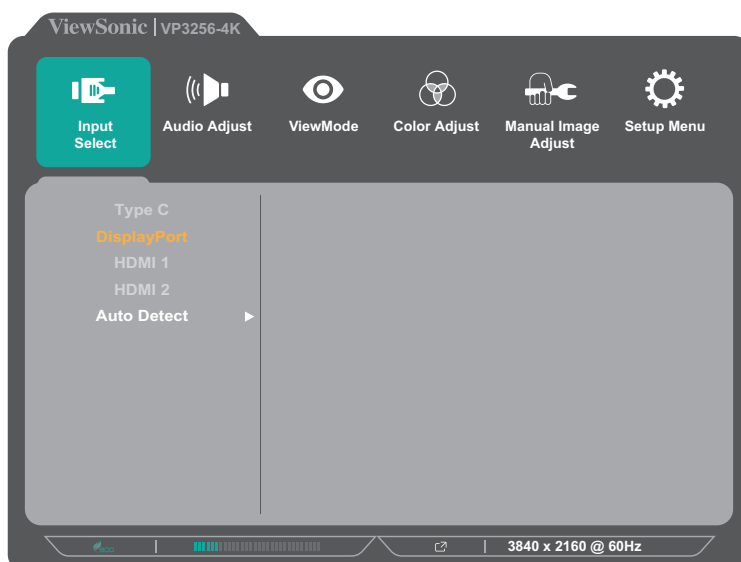 ViewSonic | VP3256-4K
Input Select
Audio Adjust
ViewMode
Color Adjust
Manual Image Adjust
Setup Menu
Type C
DisplayPort
HDMI 1
HDMI 2
Auto Detect
eco
3840 x 2160 @ 60Hz